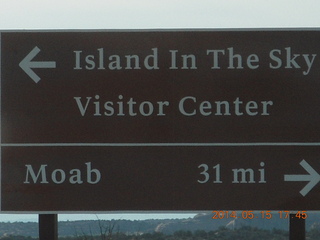 Island In The Sky
Visitor Center
Moab 31 mi